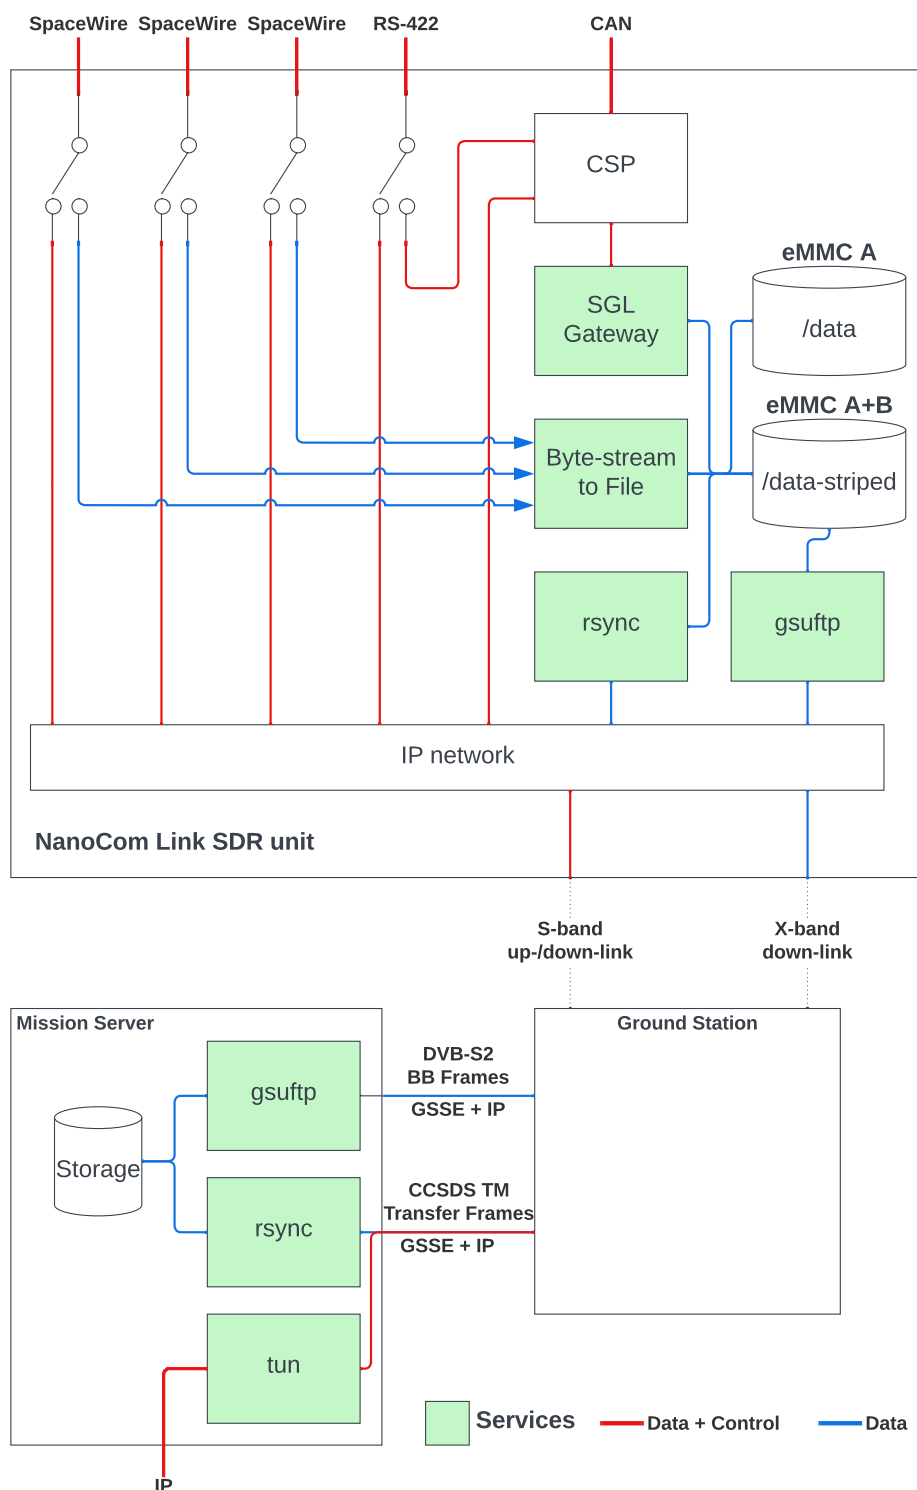 SpaceWire SpaceWire SpaceWire RS-422 CAN
CSP
eMMC A
SGL
Gateway
/data
eMMC A+B
Byte-stream
to File
/data-striped
rsync
gsuftp
IP network
NanoCom Link SDR unit
S-band
up-/down-link
X-band
down-link
Mission Server
Ground Station
DVB-S2
BB Frames
gsuftp
GSSE + IP
Storage
CCSDS TM
Transfer Frames
rsync
GSSE + IP
tun
Services
Data + Control
Data
IP